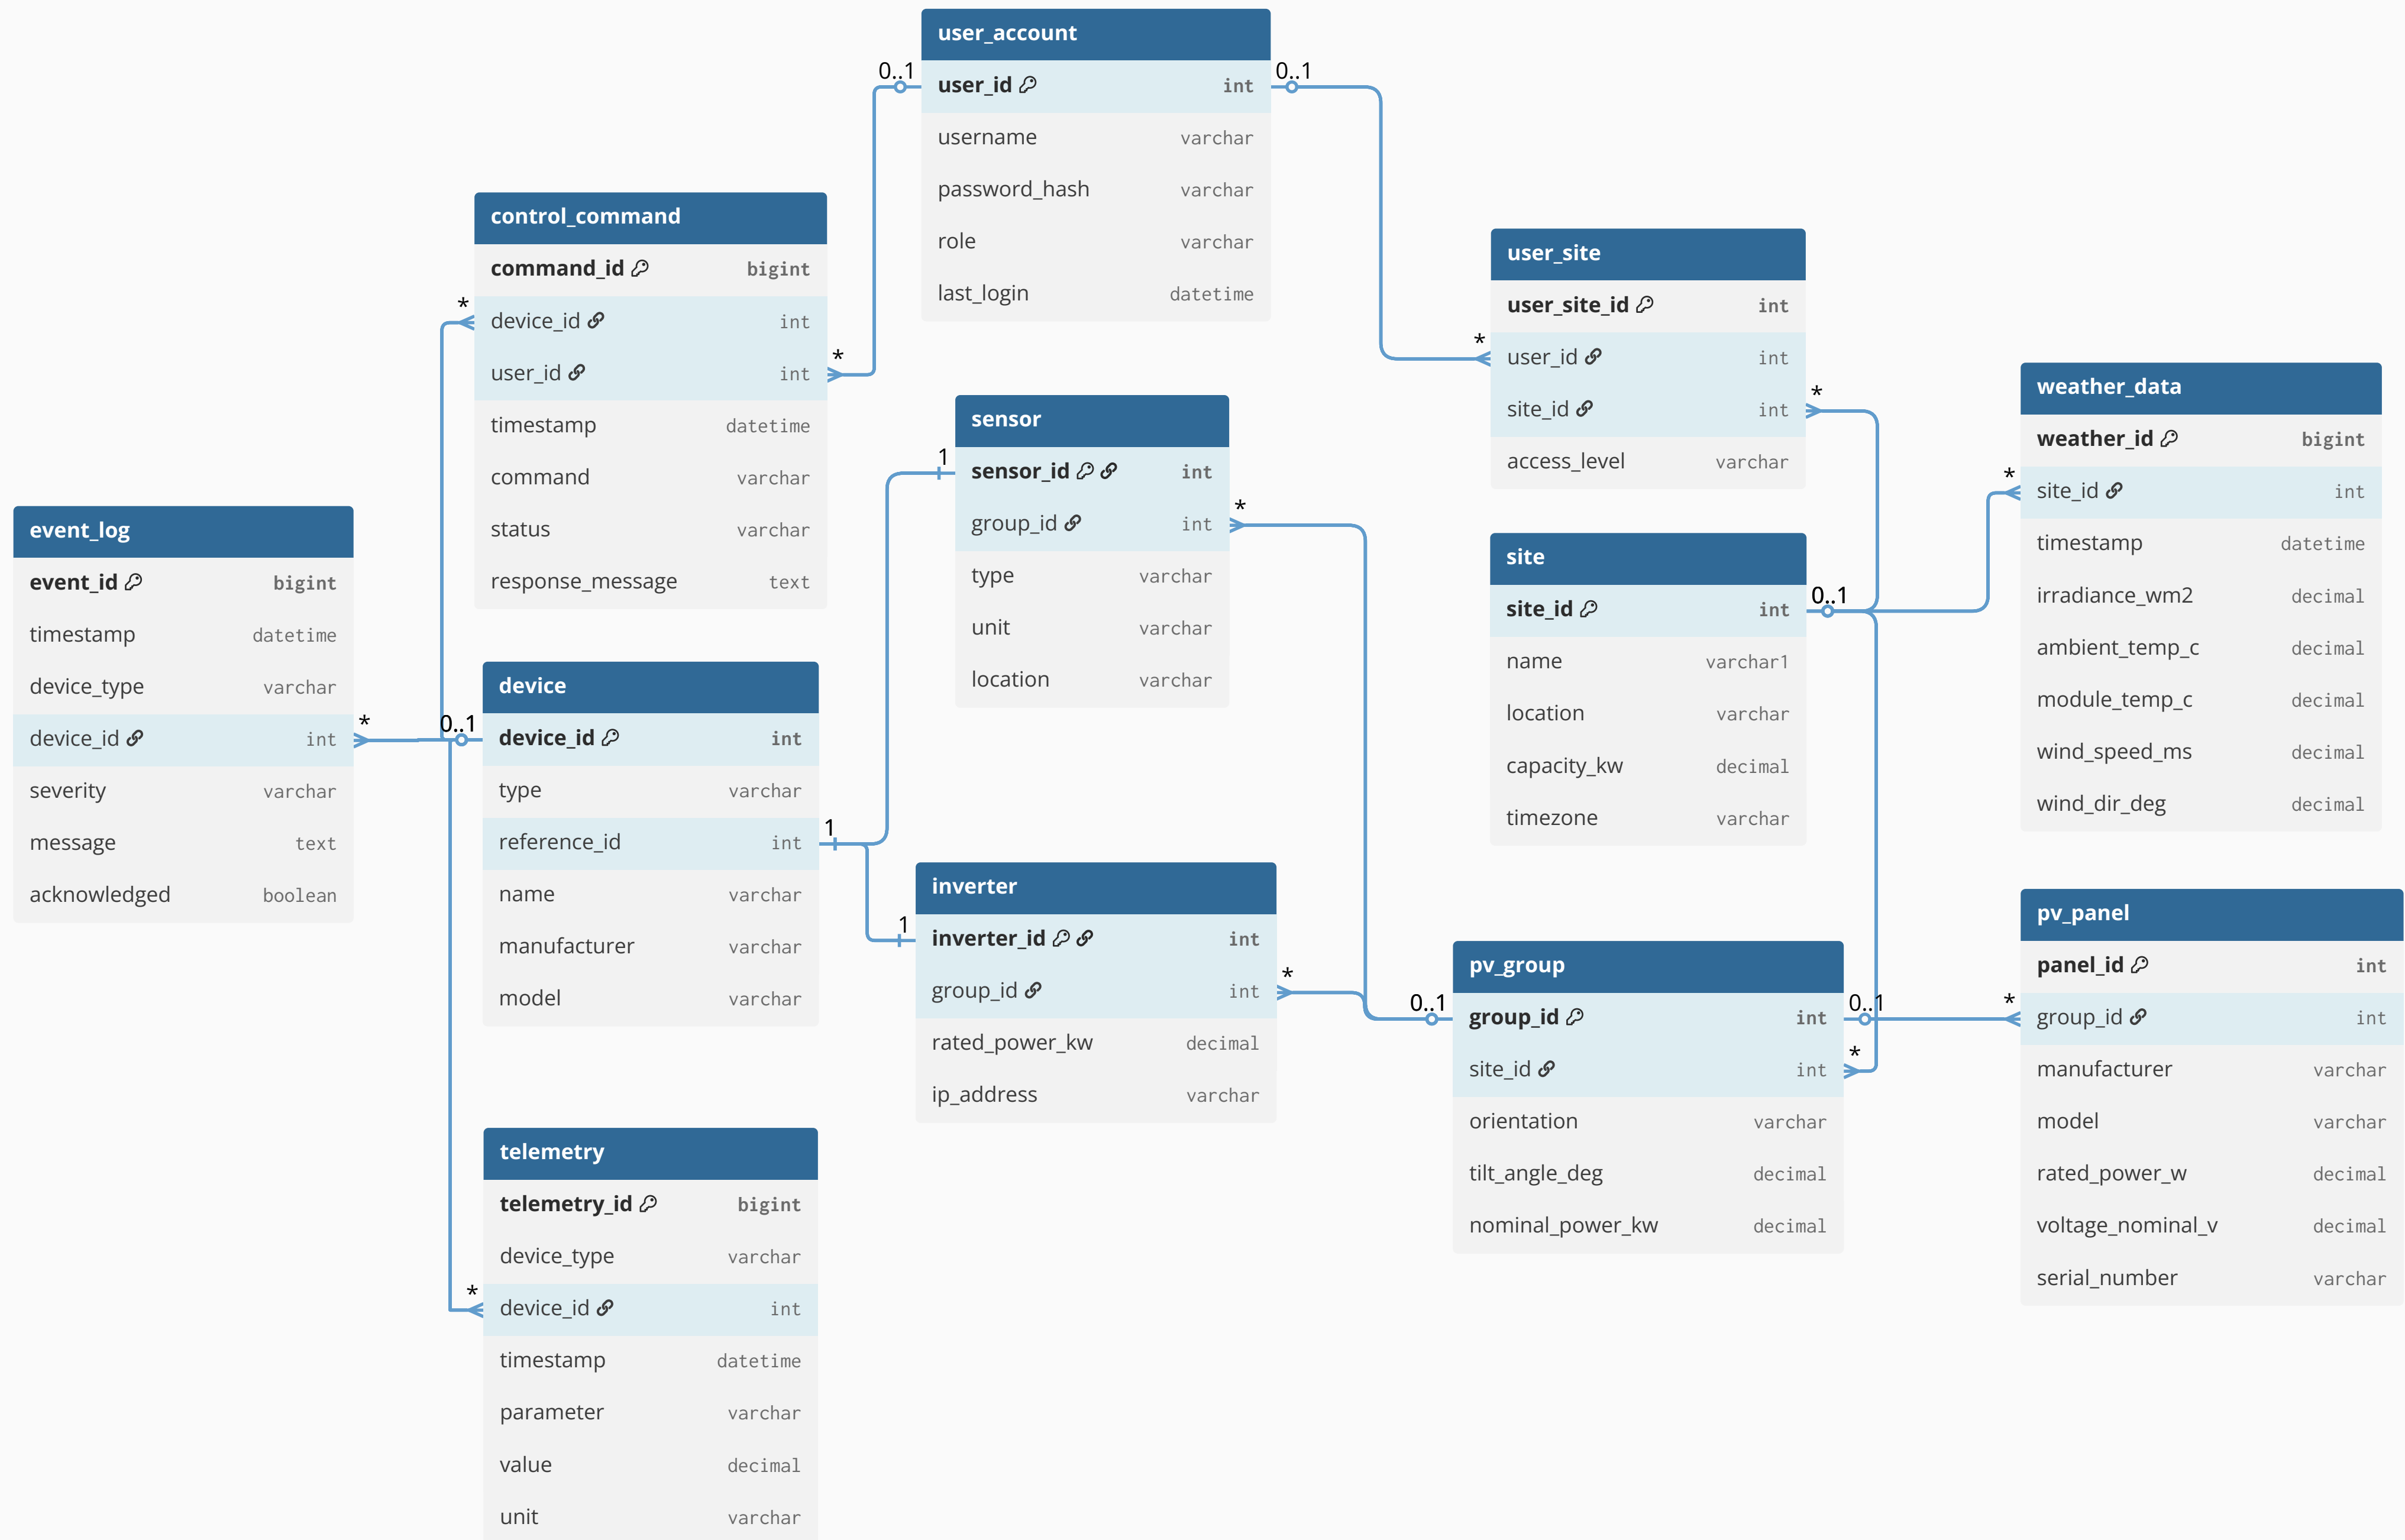 user_account
0..1
user_id int
0..1
username varchar
password_hash varchar
role varchar
last_login datetime
control_command
command_id bigint
*
device_id int
user_id int
*
timestamp datetime
command varchar
status varchar
response_message text
user_site
user_site_id int
*
user_id int
site_id int
*
access_level varchar
sensor
1
sensor_id int
group_id int
*
type varchar
unit varchar
location varchar
weather_data
weather_id bigint
*
site_id int
timestamp datetime
irradiance_wm2 decimal
ambient_temp_c decimal
module_temp_c decimal
wind_speed_ms decimal
wind_dir_deg decimal
event_log
event_id bigint
timestamp datetime
device_type varchar
device_id int
*
severity varchar
message text
acknowledged boolean
site
site_id int
0..1
name varchar1
location varchar
capacity_kw decimal
timezone varchar
device
0..1
device_id int
type varchar
reference_id int
1
name varchar
manufacturer varchar
model varchar
inverter
1
inverter_id int
group_id int
*
rated_power_kw decimal
ip_address varchar
pv_group
0..1
group_id int
0..1
site_id int
*
orientation varchar
tilt_angle_deg decimal
nominal_power_kw decimal
pv_panel
panel_id int
*
group_id int
manufacturer varchar
model varchar
rated_power_w decimal
voltage_nominal_v decimal
serial_number varchar
telemetry
telemetry_id bigint
device_type varchar
*
device_id int
timestamp datetime
parameter varchar
value decimal
unit varchar